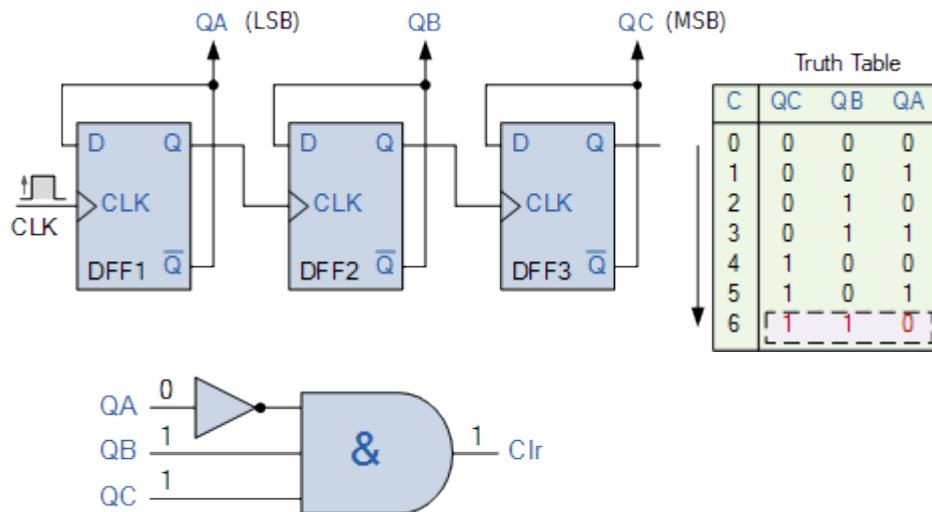 QA (LSB) QB QC (MSB)
D Q D Q D Q
CLK CLK CLK
CLK
DFF1 Q̅ DFF2 Q̅ DFF3 Q̅
Truth Table
C QC QB QA
0 0 0 0
1 0 0 1
2 0 1 0
3 0 1 1
4 1 0 0
5 1 0 1
6 1 1 0
QA 0
QB 1
QC 1
& 1 Clr